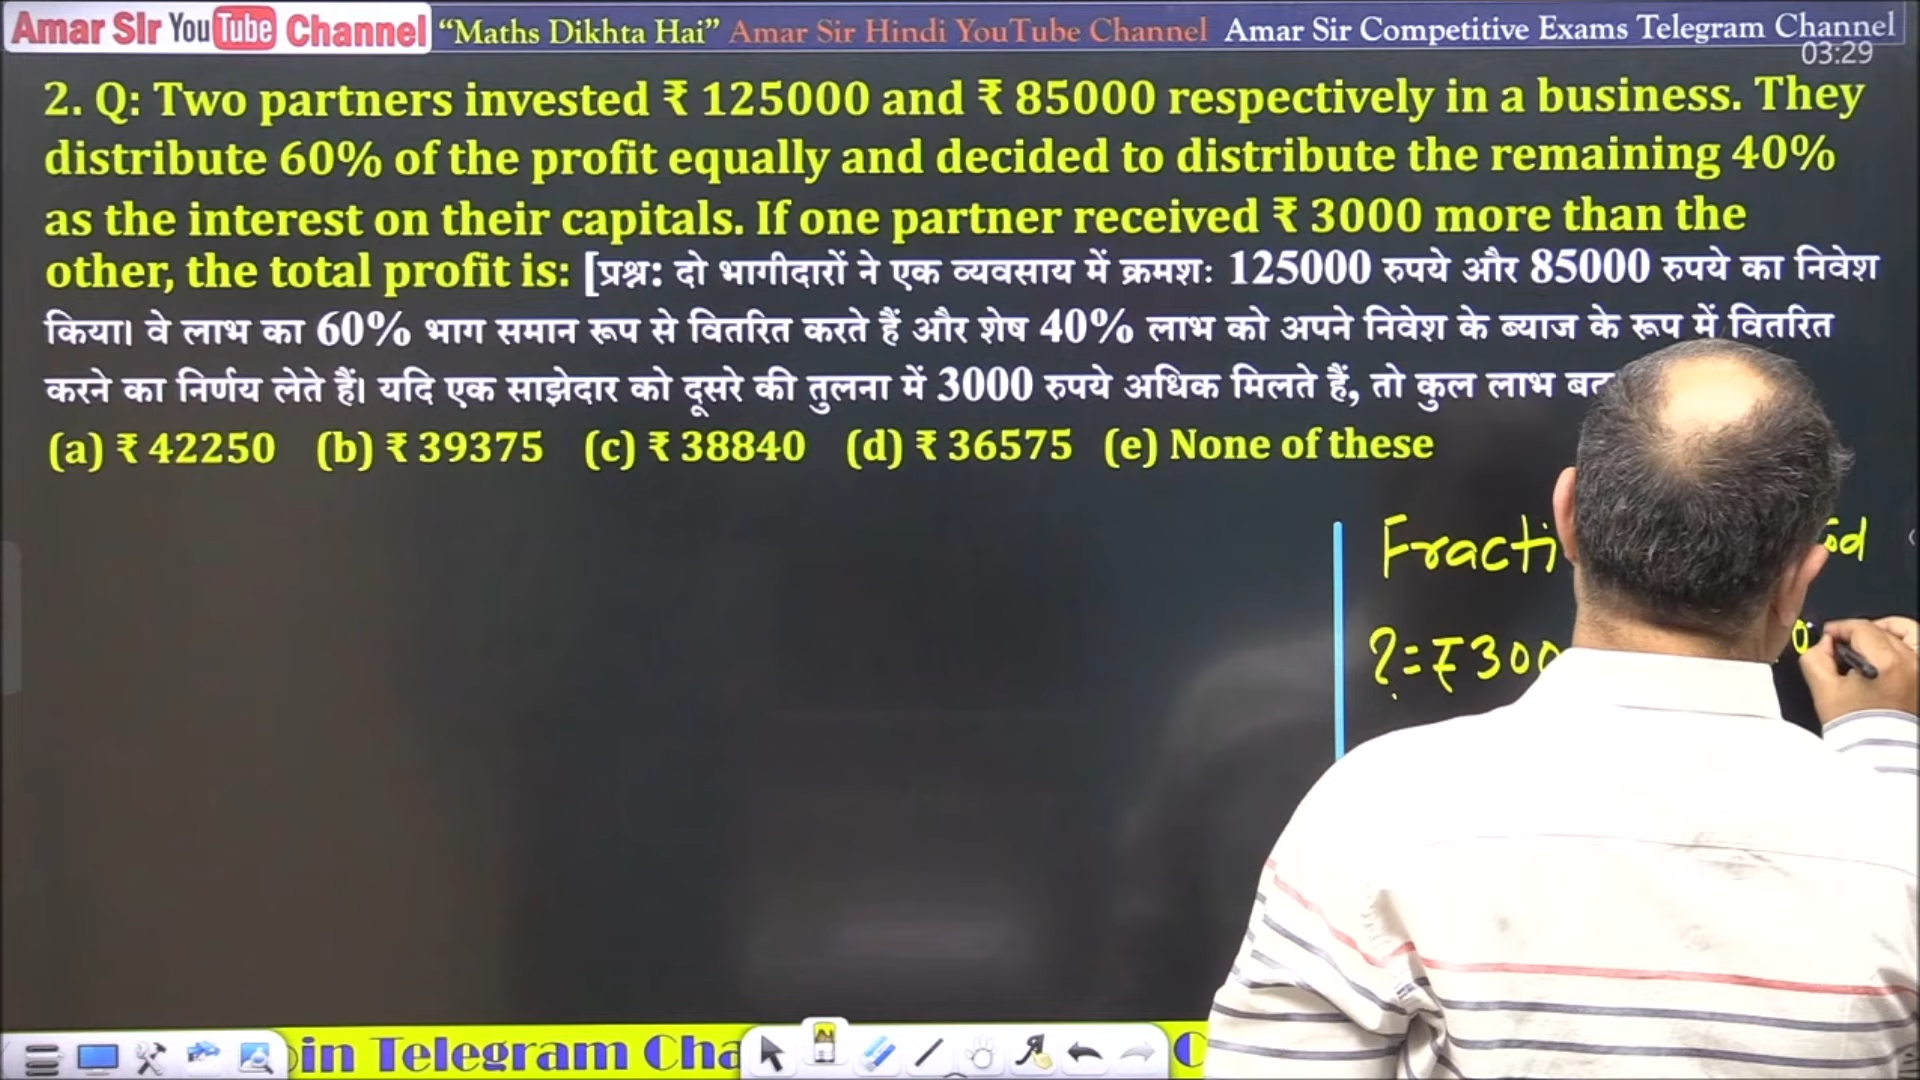 Amar SIr YouTube Channel "Maths Dikhta Hai" Amar Sir Hindi YouTube Channel Amar Sir Competitive Exams Telegram Channel
03:29
2. Q: Two partners invested ₹ 125000 and ₹ 85000 respectively in a business. They
distribute 60% of the profit equally and decided to distribute the remaining 40%
as the interest on their capitals. If one partner received ₹ 3000 more than the
other, the total profit is: [प्रश्न: दो भागीदारों ने एक व्यवसाय में क्रमशः 125000 रुपये और 85000 रुपये का निवेश
किया। वे लाभ का 60% भाग समान रूप से वितरित करते हैं और शेष 40% लाभ को अपने निवेश के ब्याज के रूप में वितरित
करने का निर्णय लेते हैं। यदि एक साझेदार को दूसरे की तुलना में 3000 रुपये अधिक मिलते हैं, तो कुल लाभ
(a) ₹ 42250 (b) ₹ 39375 (c) ₹ 38840 (d) ₹ 36575 (e) None of these
?=₹300
in Telegram Cha